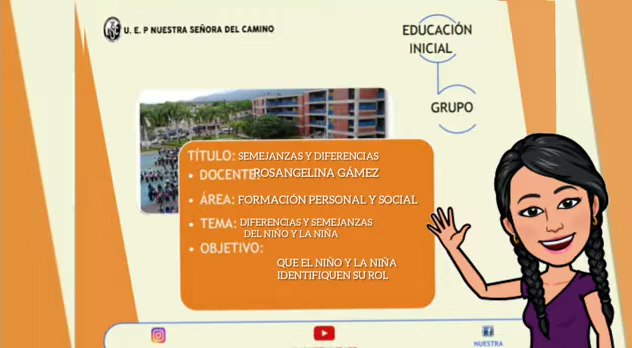 U. E. P NUESTRA SEÑORA DEL CAMINO
EDUCACIÓN
INICIAL
GRUPO
TÍTULO: SEMEJANZAS Y DIFERENCIAS
• DOCENTE: ROSANGELINA GÁMEZ
• ÁREA: FORMACIÓN PERSONAL Y SOCIAL
• TEMA: DIFERENCIAS Y SEMEJANZAS
DEL NIÑO Y LA NIÑA
• OBJETIVO:
QUE EL NIÑO Y LA NIÑA
IDENTIFIQUEN SU ROL
NUESTRA